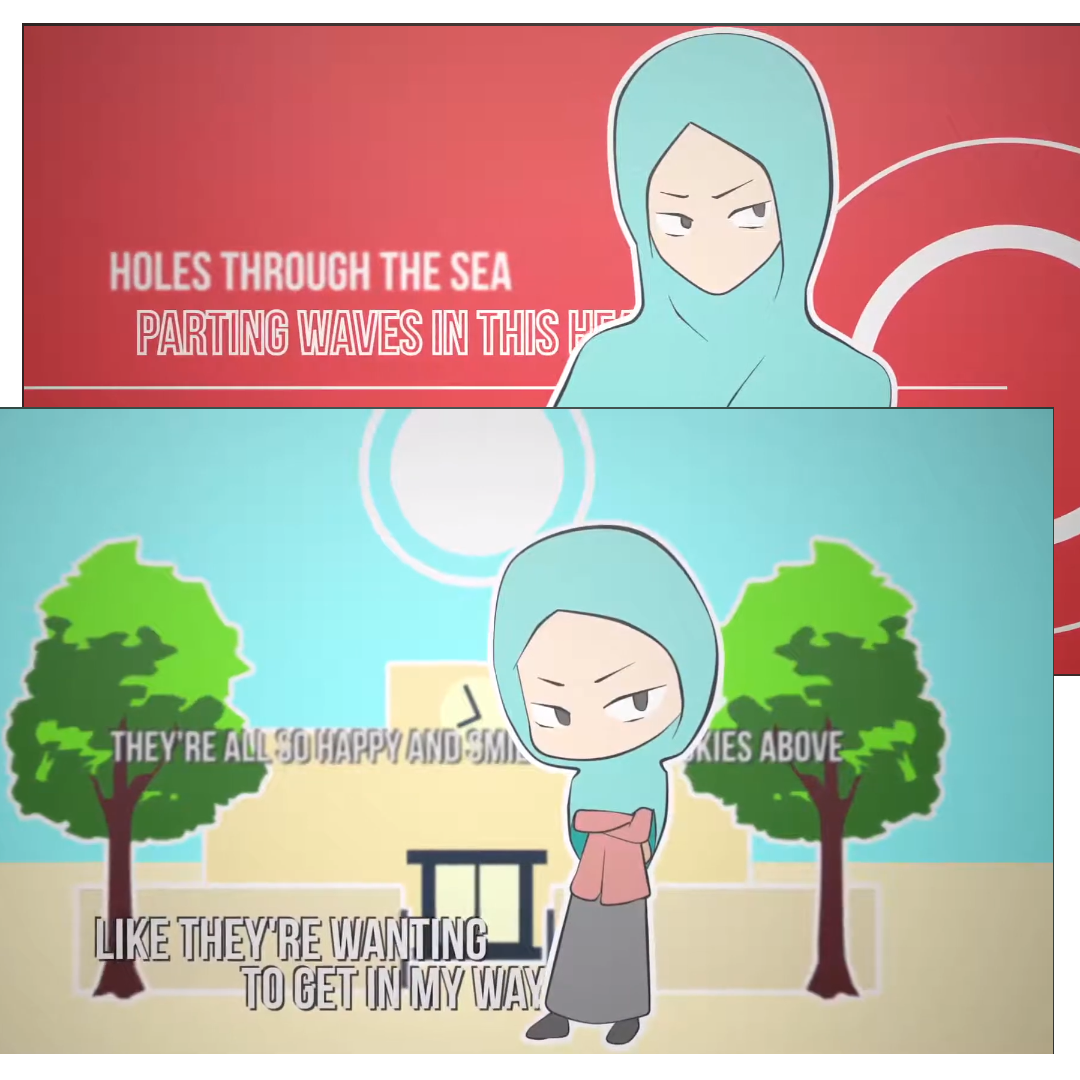 HOLES THROUGH THE SEA
PARTING WAVES IN THIS
THEY'RE ALL SO HAPPY AND ABOVE
LIKE THEY'RE WANTING
TO GET IN MY WAY